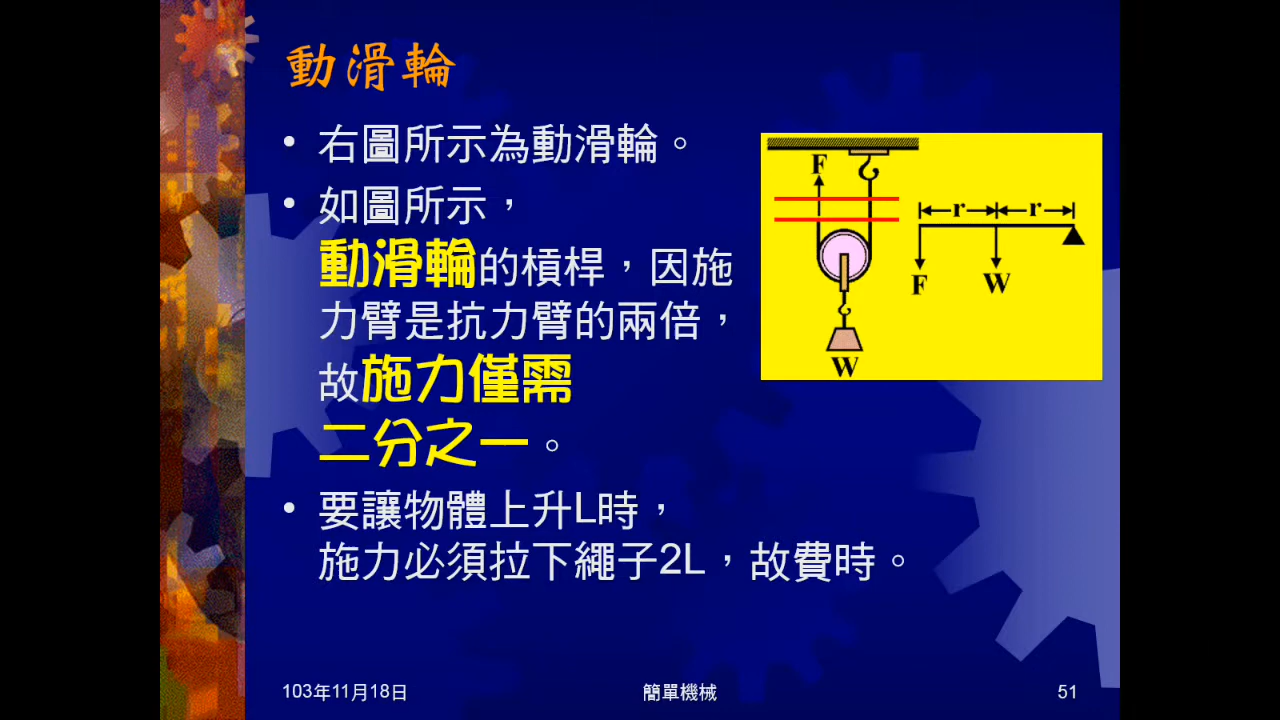 動滑輪
• 右圖所示為動滑輪。
• 如圖所示，
動滑輪的槓桿，因施
力臂是抗力臂的兩倍，
故施力僅需
二分之一。
• 要讓物體上升L時，
施力必須拉下繩子2L，故費時。
F
W
r r
F W
103年11月18日 簡單機械 51